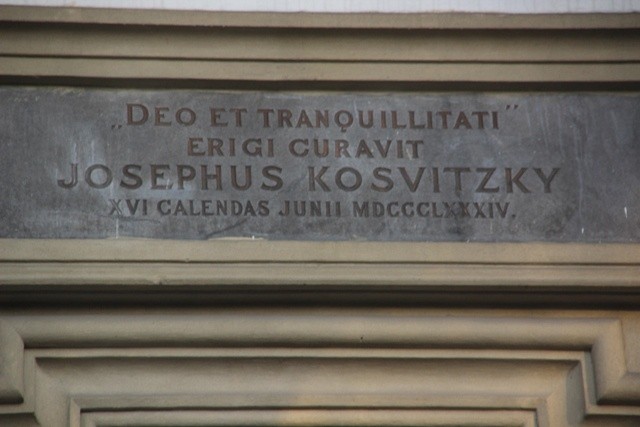 „DEO ET TRANQUILLITATI”
ERIGI CURAVIT
JOSEPHUS KOSVITZKY
XVI CALENDAS JUNII MDCCCLXXXIV.